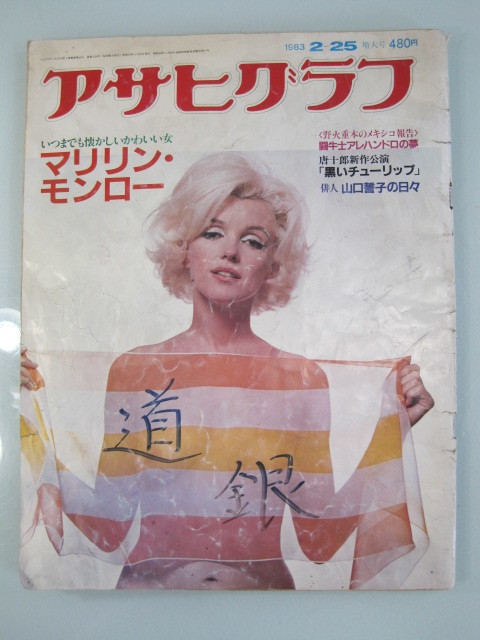 1983 2-25 増大号 480円
アサヒグラフ
いつまでも懐かしいかわいい女
マリリン・
モンロー
〈野火重本のメキシコ報告〉
闘牛士アレハンドロの夢
唐十郎新作公演
「黒いチューリップ」
俳人 山口誓子の日々
道
銀